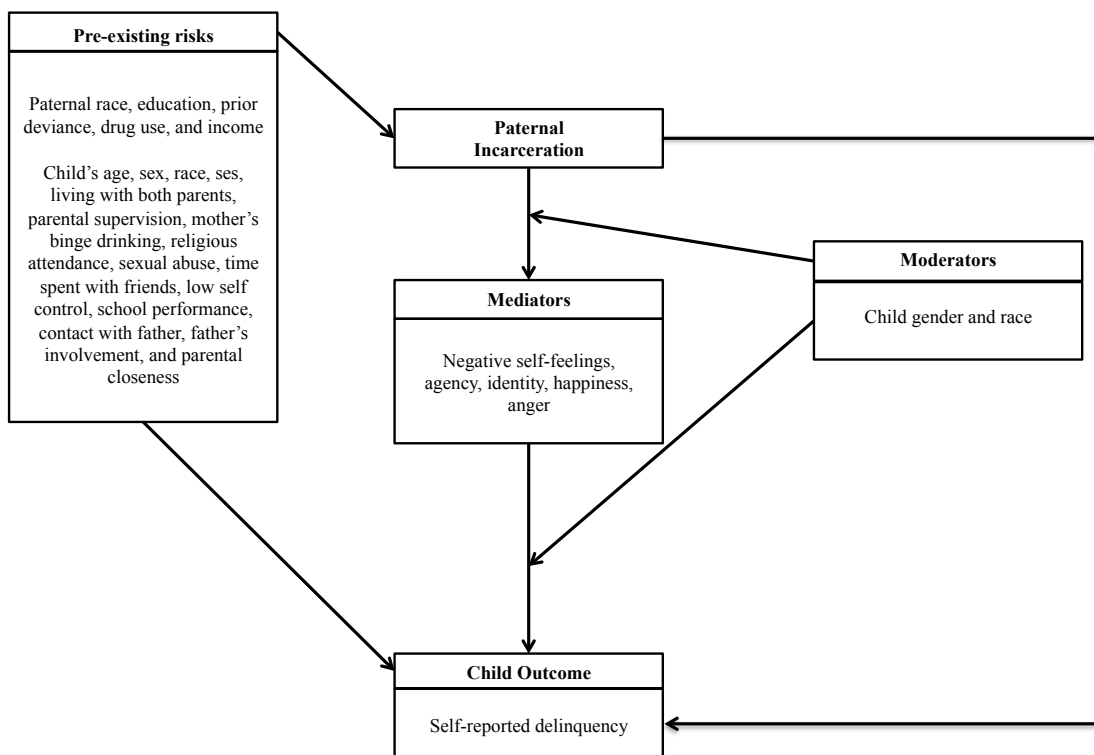 Pre-existing risks
Paternal race, education, prior
deviance, drug use, and income
Child’s age, sex, race, ses,
living with both parents,
parental supervision, mother’s
binge drinking, religious
attendance, sexual abuse, time
spent with friends, low self
control, school performance,
contact with father, father’s
involvement, and parental
closeness
Paternal
Incarceration
Mediators
Negative self-feelings,
agency, identity, happiness,
anger
Moderators
Child gender and race
Child Outcome
Self-reported delinquency